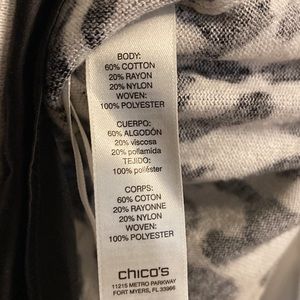 BODY:
60% COTTON
20% RAYON
20% NYLON
WOVEN:
100% POLYESTER
CUERPO:
60% ALGODÓN
20% viscosa
20% poliamida
TEJIDO:
100% poliéster
CORPS:
60% COTON
20% RAYONNE
20% NYLON
WOVEN:
100% POLYESTER
chico's
11215 METRO PARKWAY
FORT MYERS, FL 33966